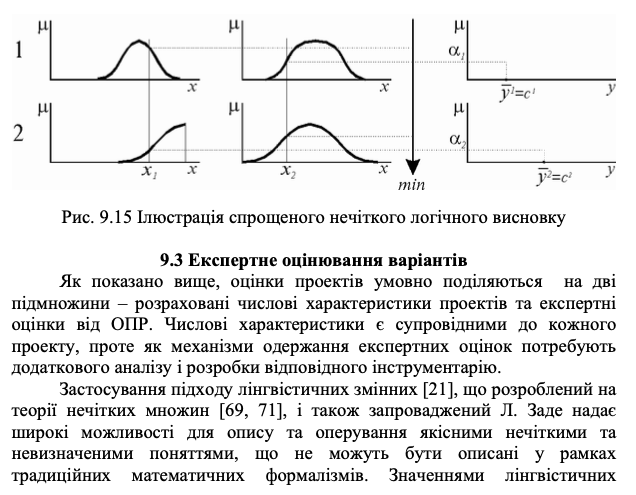 μ μ μ
1 α₁
x x y̅¹=c¹ y
μ μ μ
2 α₂
x₁ x x₂ x y̅²=c² y
min
Рис. 9.15 Ілюстрація спрощеного нечіткого логічного висновку
9.3 Експертне оцінювання варіантів
Як показано вище, оцінки проектів умовно поділяються на дві
підмножини – розраховані числові характеристики проектів та експертні
оцінки від ОПР. Числові характеристики є супровідними до кожного
проекту, проте як механізми одержання експертних оцінок потребують
додаткового аналізу і розробки відповідного інструментарію.
Застосування підходу лінгвістичних змінних [21], що розроблений на
теорії нечітких множин [69, 71], і також запроваджений Л. Заде надає
широкі можливості для опису та оперування якісними нечіткими та
невизначеними поняттями, що не можуть бути описані у рамках
традиційних математичних формалізмів. Значеннями лінгвістичних